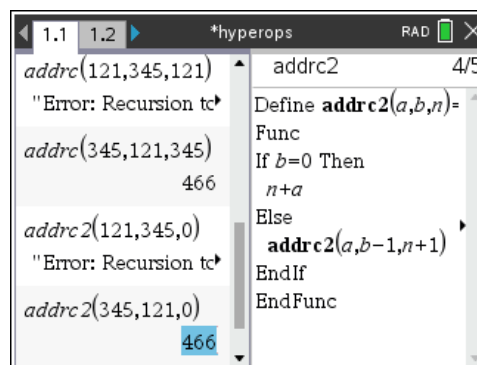 1.1 1.2 *hyperops RAD
addrc(121,345,121)
"Error: Recursion to
addrc(345,121,345)
466
addrc2(121,345,0)
"Error: Recursion to
addrc2(345,121,0)
466
addrc2 4/5
Define addrc2(a,b,n)=
Func
If b=0 Then
n+a
Else
addrc2(a,b−1,n+1)
EndIf
EndFunc